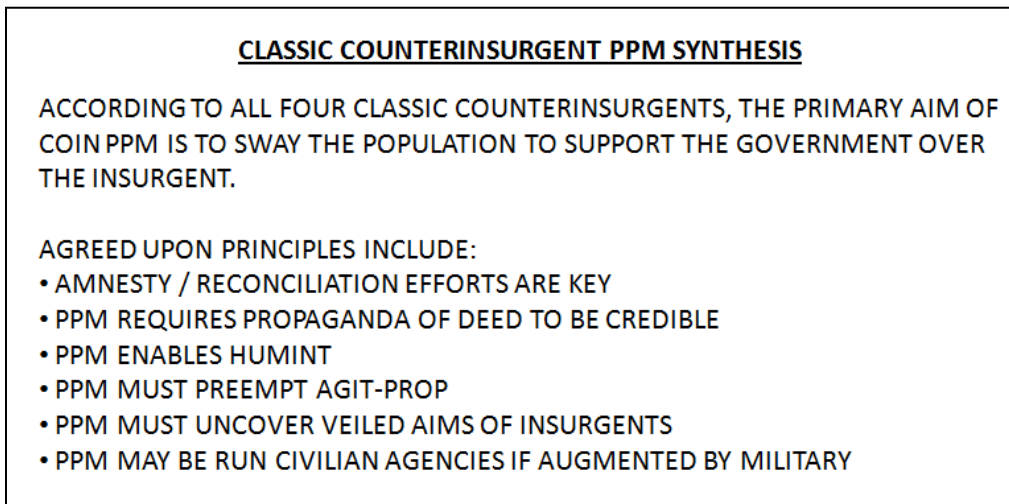 CLASSIC COUNTERINSURGENT PPM SYNTHESIS
ACCORDING TO ALL FOUR CLASSIC COUNTERINSURGENTS, THE PRIMARY AIM OF
COIN PPM IS TO SWAY THE POPULATION TO SUPPORT THE GOVERNMENT OVER
THE INSURGENT.
AGREED UPON PRINCIPLES INCLUDE:
• AMNESTY / RECONCILIATION EFFORTS ARE KEY
• PPM REQUIRES PROPAGANDA OF DEED TO BE CREDIBLE
• PPM ENABLES HUMINT
• PPM MUST PREEMPT AGIT-PROP
• PPM MUST UNCOVER VEILED AIMS OF INSURGENTS
• PPM MAY BE RUN CIVILIAN AGENCIES IF AUGMENTED BY MILITARY